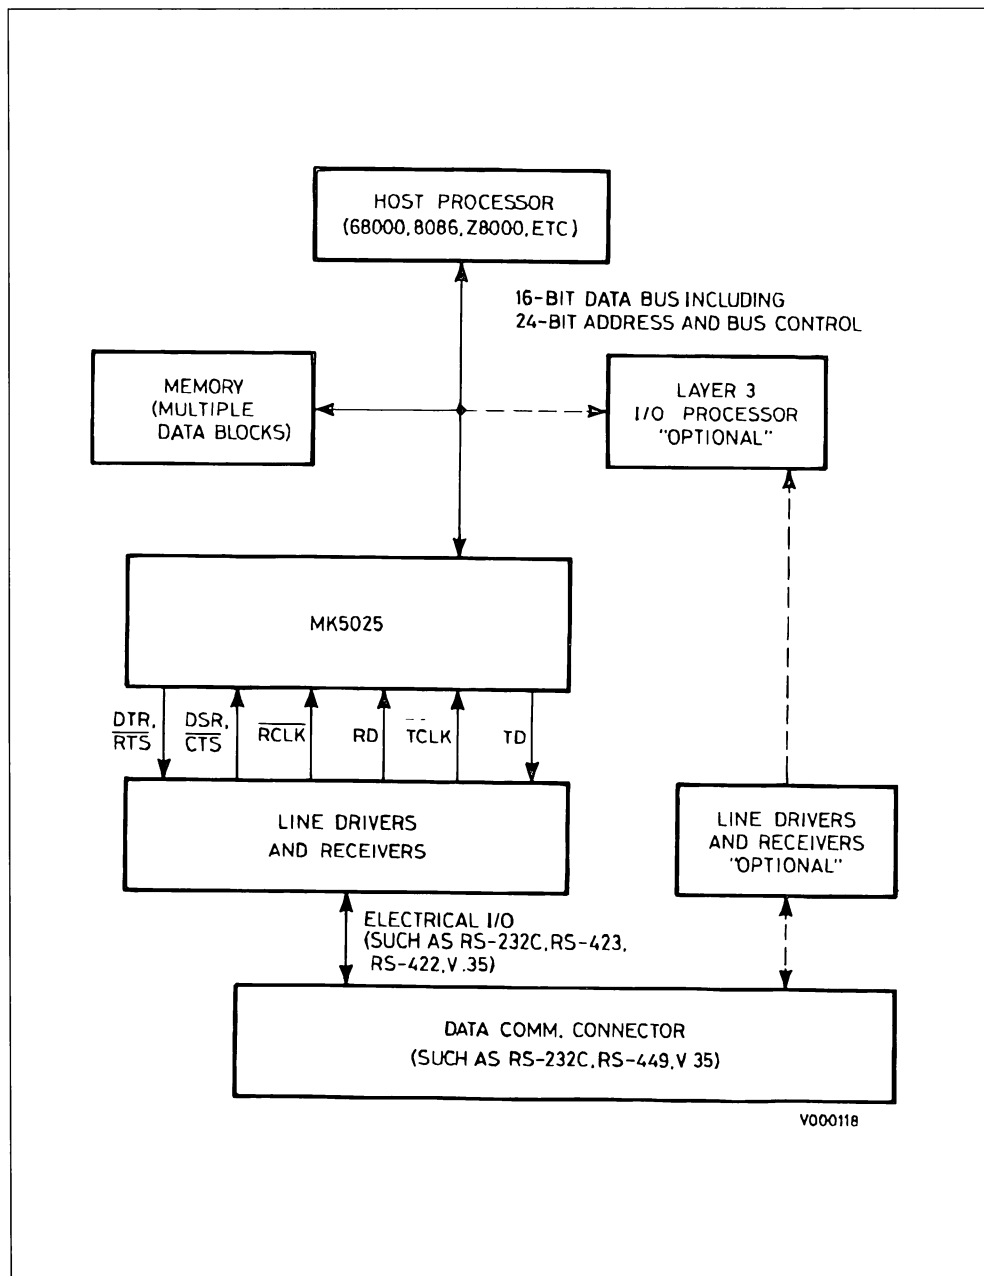 HOST PROCESSOR
(68000, 8086, Z8000, ETC)
16-BIT DATA BUS INCLUDING
24-BIT ADDRESS AND BUS CONTROL
MEMORY
(MULTIPLE
DATA BLOCKS)
LAYER 3
I/O PROCESSOR
"OPTIONAL"
MK5025
DTR,
RTS
DSR,
CTS
RCLK
RD
TCLK
TD
LINE DRIVERS
AND RECEIVERS
LINE DRIVERS
AND RECEIVERS
"OPTIONAL"
ELECTRICAL I/O
(SUCH AS RS-232C, RS-423,
RS-422, V.35)
DATA COMM. CONNECTOR
(SUCH AS RS-232C, RS-449, V 35)
V000118